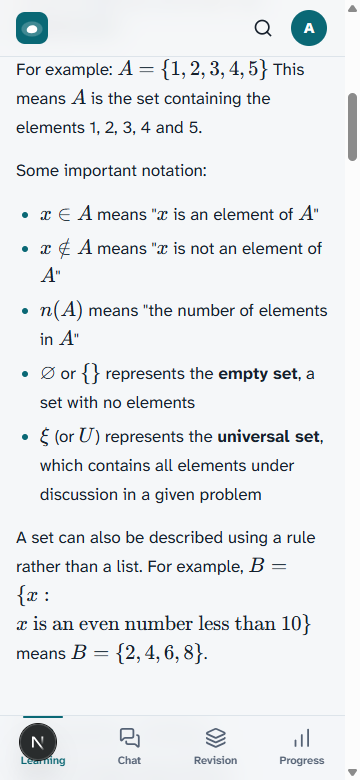 A
For example: A = {1, 2, 3, 4, 5} This
means A is the set containing the
elements 1, 2, 3, 4 and 5.
Some important notation:
• x ∈ A means "x is an element of A"
• x ∉ A means "x is not an element of
A"
• n(A) means "the number of elements
in A"
• ∅ or {} represents the empty set, a
set with no elements
• ξ (or U) represents the universal set,
which contains all elements under
discussion in a given problem
A set can also be described using a rule
rather than a list. For example, B =
{x :
x is an even number less than 10}
means B = {2, 4, 6, 8}.
N
Learning Chat Revision Progress